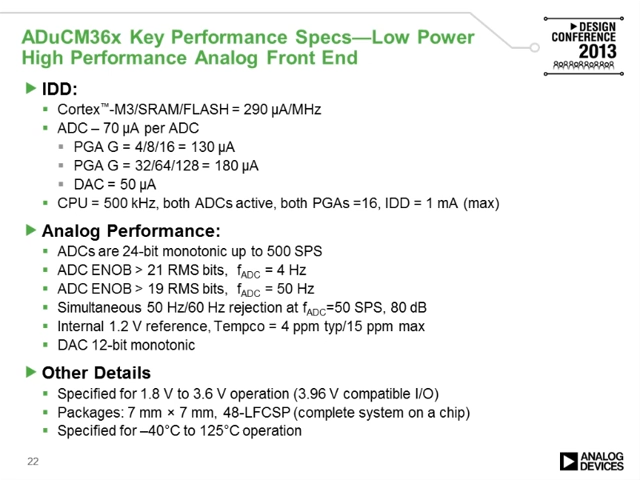 ADuCM36x Key Performance Specs—Low Power
High Performance Analog Front End
DESIGN
CONFERENCE
2013
IDD:
Cortex™-M3/SRAM/FLASH = 290 µA/MHz
ADC – 70 µA per ADC
PGA G = 4/8/16 = 130 µA
PGA G = 32/64/128 = 180 µA
DAC = 50 µA
CPU = 500 kHz, both ADCs active, both PGAs =16, IDD = 1 mA (max)
Analog Performance:
ADCs are 24-bit monotonic up to 500 SPS
ADC ENOB > 21 RMS bits, fADC = 4 Hz
ADC ENOB > 19 RMS bits, fADC = 50 Hz
Simultaneous 50 Hz/60 Hz rejection at fADC=50 SPS, 80 dB
Internal 1.2 V reference, Tempco = 4 ppm typ/15 ppm max
DAC 12-bit monotonic
Other Details
Specified for 1.8 V to 3.6 V operation (3.96 V compatible I/O)
Packages: 7 mm × 7 mm, 48-LFCSP (complete system on a chip)
Specified for –40°C to 125°C operation
22
ANALOG
DEVICES